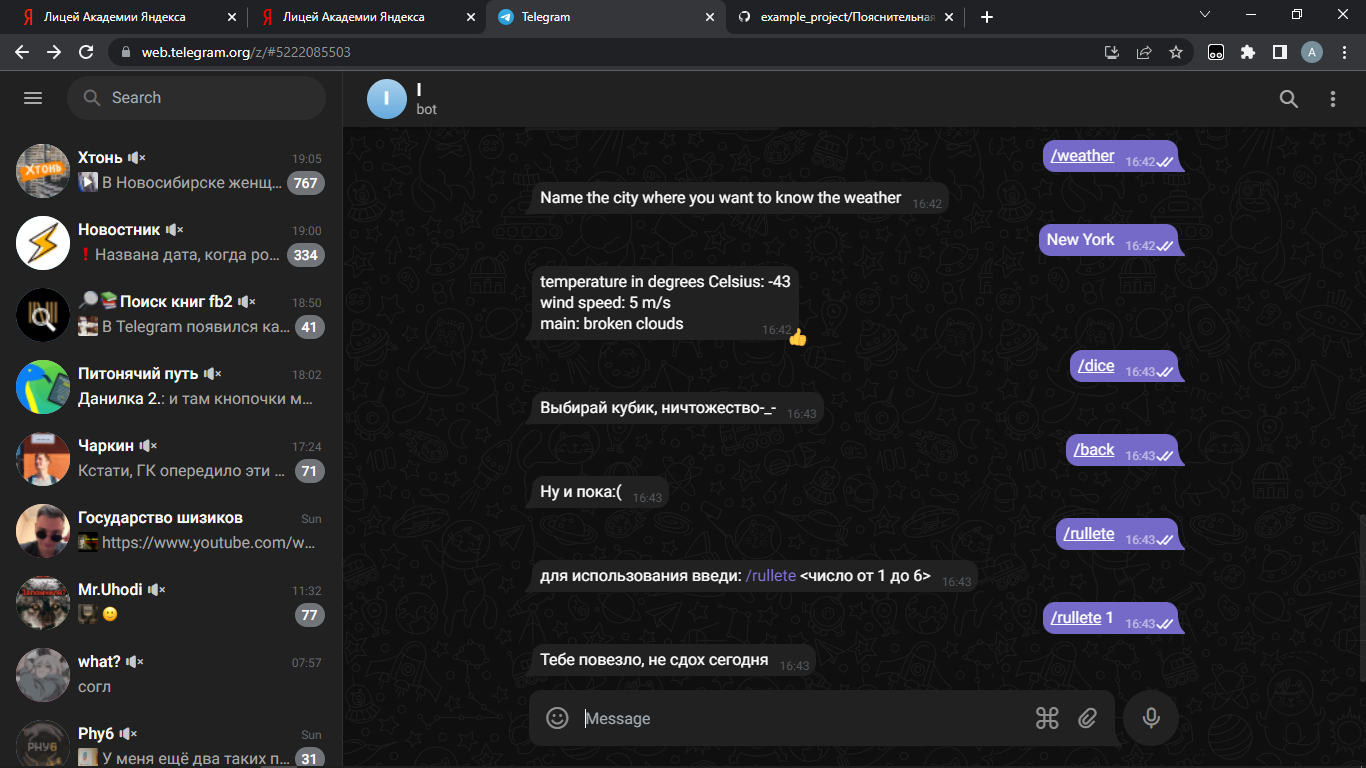 Лицей Академии Яндекса
Лицей Академии Яндекса
Telegram
example_project/Пояснительная
web.telegram.org/z/#5222085503
A
Search
I
I
bot
Хтонь 19:05
ХТОНЬ
В Новосибирске женщ... 767
Новостник 19:00
❗ Названа дата, когда ро... 334
🔎📚Поиск книг fb2 18:50
В Telegram появился ка... 41
Питонячий путь 18:02
Данилка 2.: и там кнопочки м...
Чаркин 17:24
Кстати, ГК опередило эти ... 71
Государство шизиков Sun
https://www.youtube.com/w...
Mr.Uhodi 11:32
🙂 77
what? 07:57
согл
Phy6 Sun
PHY6
У меня ещё два таких п... 31
/weather 16:42
Name the city where you want to know the weather 16:42
New York 16:42
temperature in degrees Celsius: -43
wind speed: 5 m/s
main: broken clouds 16:42
👍
/dice 16:43
Выбирай кубик, ничтожество-_- 16:43
/back 16:43
Ну и пока:( 16:43
/rullete 16:43
для использования введи: /rullete <число от 1 до 6> 16:43
/rullete 1 16:43
Тебе повезло, не сдох сегодня 16:43
Message